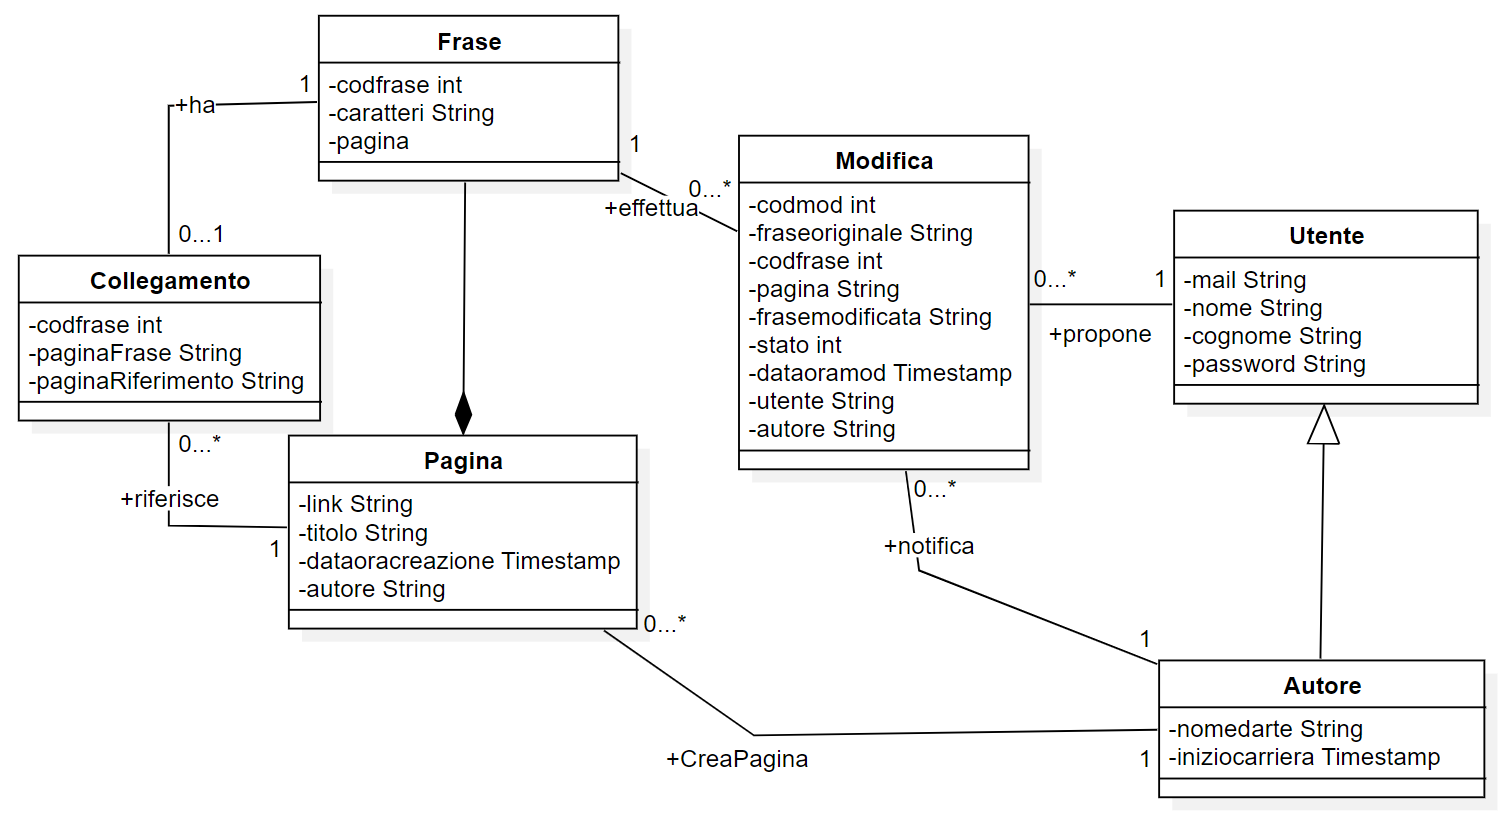 Frase
-codfrase int
-caratteri String
-pagina
1
+ha
0...1
1
+effettua
0...*
Modifica
-codmod int
-fraseoriginale String
-codfrase int
-pagina String
-frasemodificata String
-stato int
-dataoramod Timestamp
-utente String
-autore String
0...*
1
+propone
Utente
-mail String
-nome String
-cognome String
-password String
Collegamento
-codfrase int
-paginaFrase String
-paginaRiferimento String
0...*
+riferisce
1
Pagina
-link String
-titolo String
-dataoracreazione Timestamp
-autore String
0...*
0...*
+notifica
1
+CreaPagina
1
Autore
-nomedarte String
-iniziocarriera Timestamp